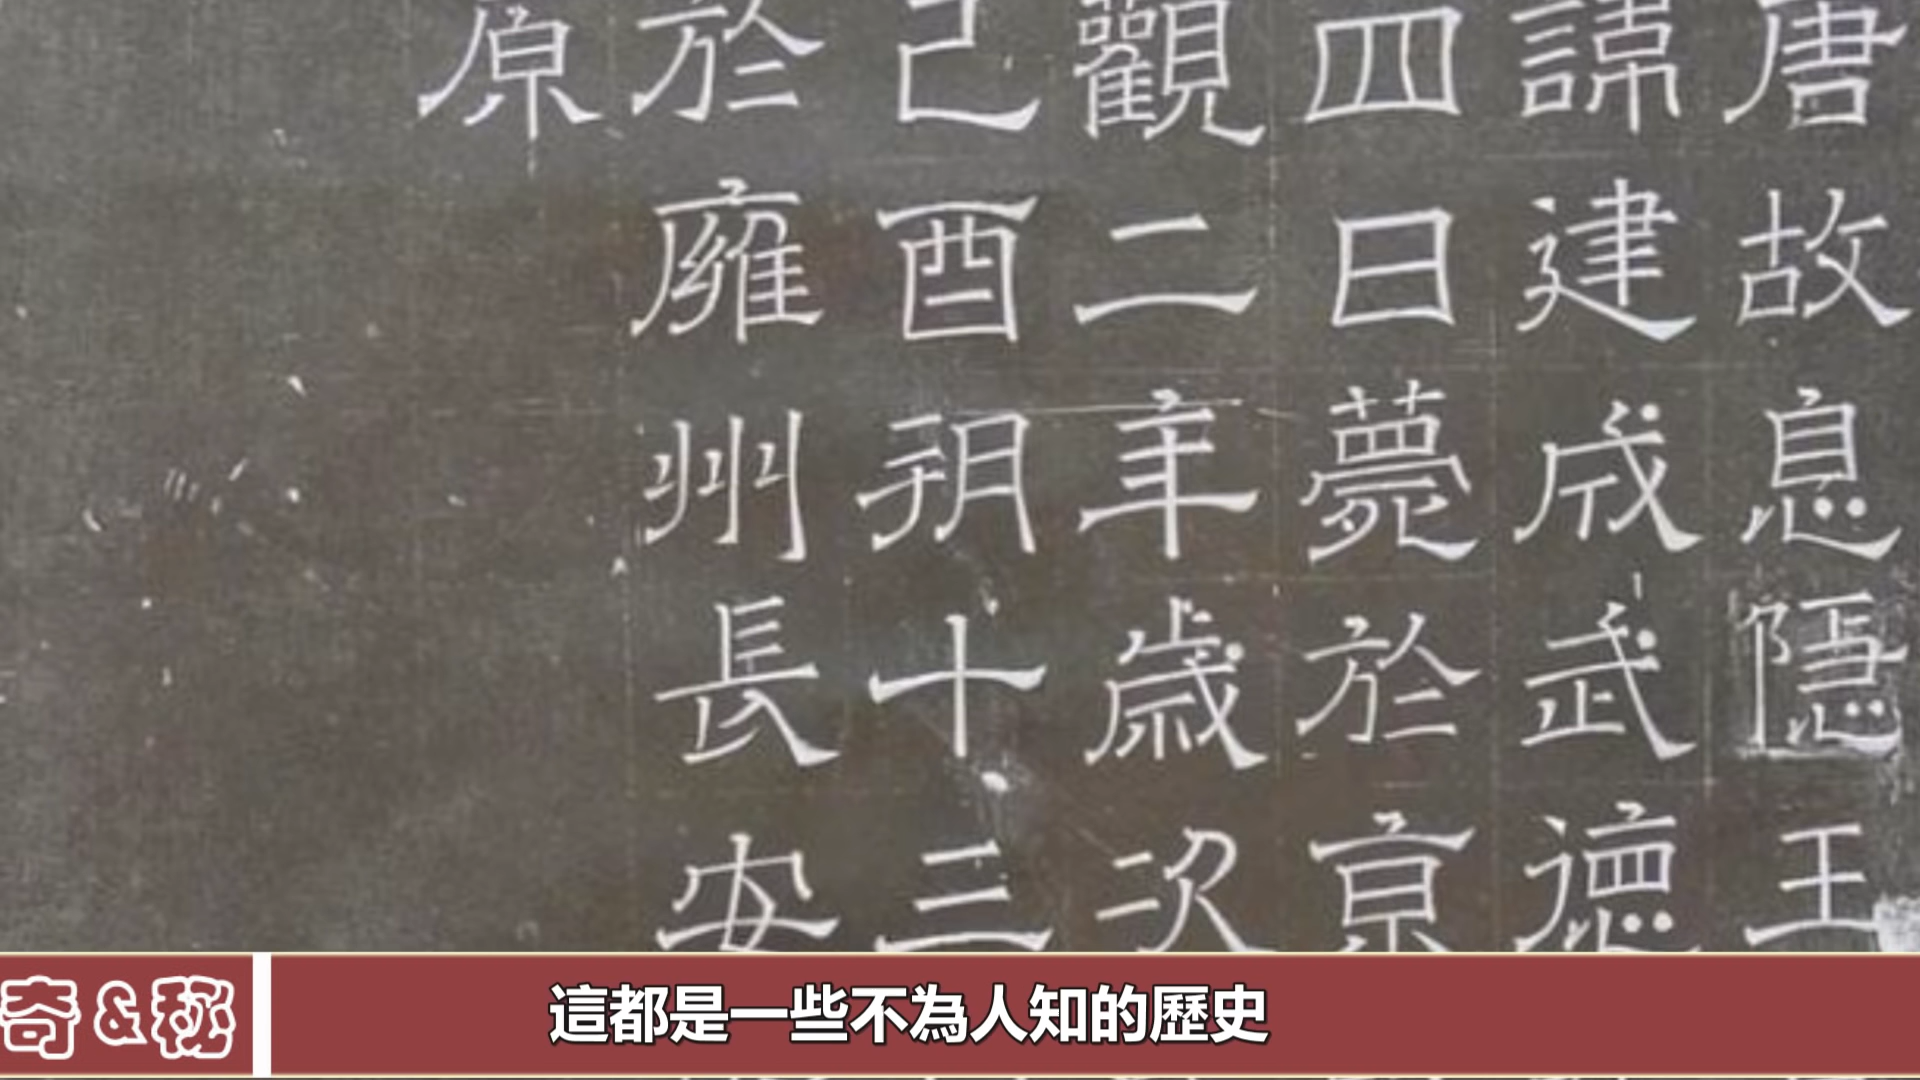 唐故息隱王
諱建成武德
四日薨於京
觀二年歲次
己酉朔十三
於雍州長安
原
奇&秘
這都是一些不為人知的歷史